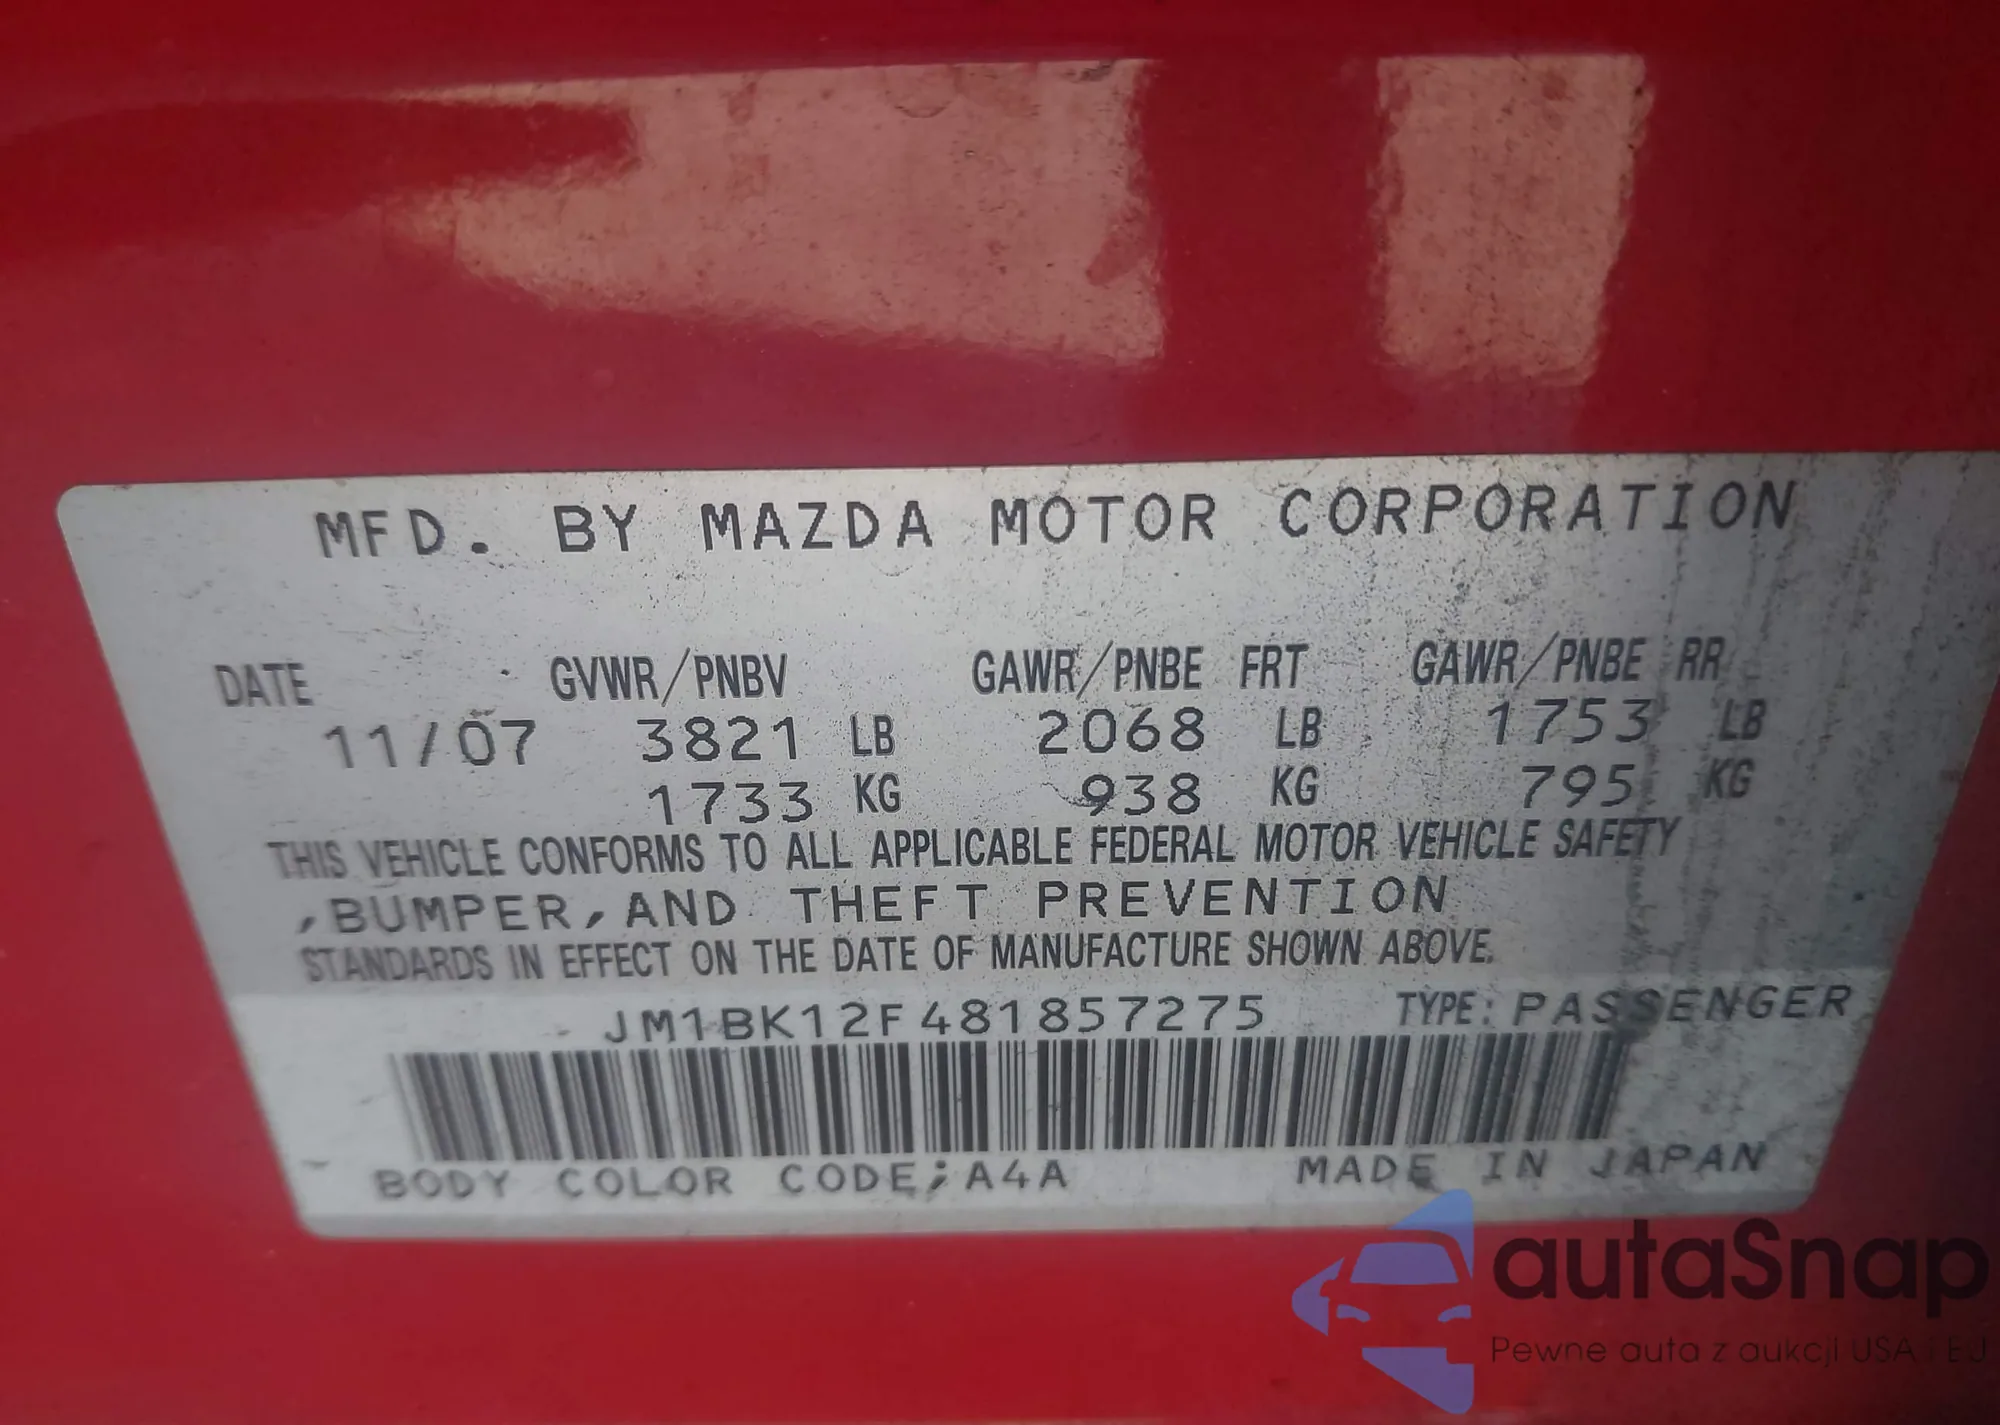 MFD. BY MAZDA MOTOR CORPORATION
DATE GVWR/PNBV GAWR/PNBE FRT GAWR/PNBE RR
11/07 3821 LB 2068 LB 1753 LB
1733 KG 938 KG 795 KG
THIS VEHICLE CONFORMS TO ALL APPLICABLE FEDERAL MOTOR VEHICLE SAFETY
,BUMPER,AND THEFT PREVENTION
STANDARDS IN EFFECT ON THE DATE OF MANUFACTURE SHOWN ABOVE.
JM1BK12F481857275 TYPE: PASSENGER
BODY COLOR CODE;A4A MADE IN JAPAN
autaSnap
Pewne auta z aukcji USA i EU